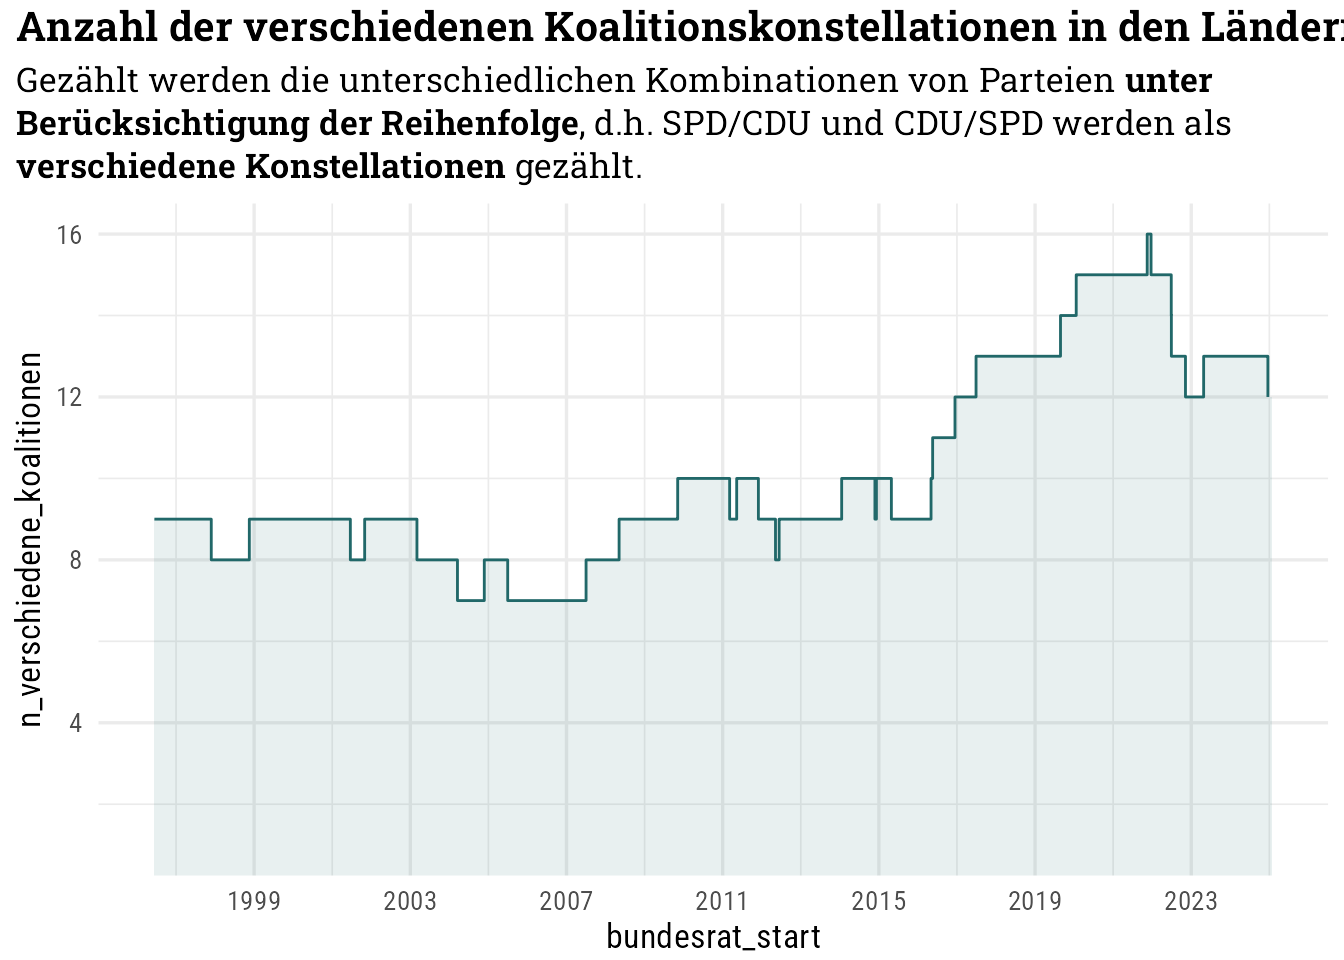 Anzahl der verschiedenen Koalitionskonstellationen in den Ländern
Gezählt werden die unterschiedlichen Kombinationen von Parteien unter
Berücksichtigung der Reihenfolge, d.h. SPD/CDU und CDU/SPD werden als
verschiedene Konstellationen gezählt.
16
12
8
4
n_verschiedene_koalitionen
1999 2003 2007 2011 2015 2019 2023
bundesrat_start